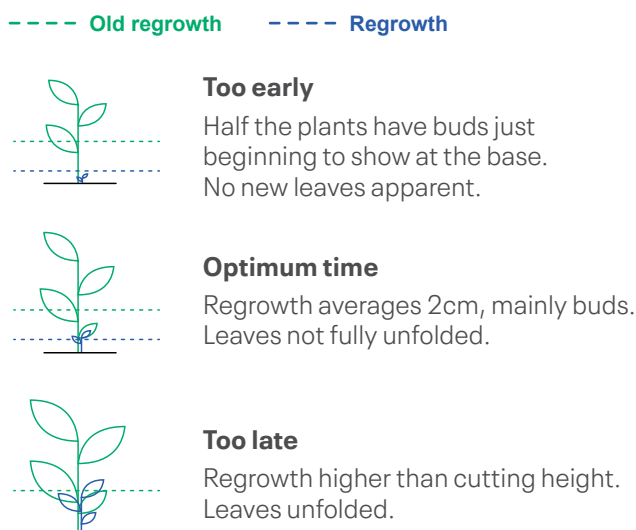 Old regrowth
Regrowth
Too early
Half the plants have buds just
beginning to show at the base.
No new leaves apparent.
Optimum time
Regrowth averages 2cm, mainly buds.
Leaves not fully unfolded.
Too late
Regrowth higher than cutting height.
Leaves unfolded.